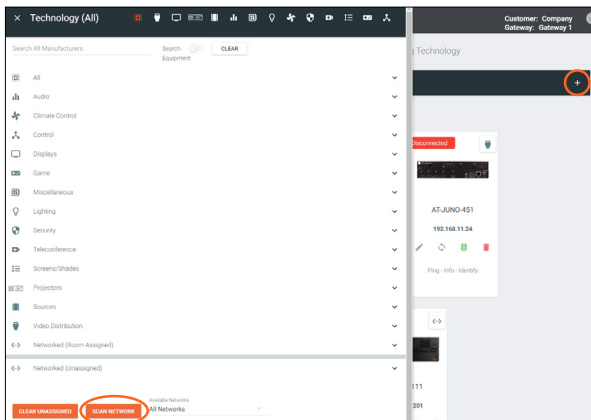 × Technology (All)
Customer: Company
Gateway: Gateway 1
Search All Manufacturers
Search
Equipment
CLEAR
Technology
+
All
Audio
Climate Control
Control
Displays
Game
Miscellaneous
Lighting
Security
Teleconference
Screens/Shades
Projectors
Sources
Video Distribution
Networked (Room Assigned)
Networked (Unassigned)
Disconnected
AT-JUNO-451
192.168.11.24
Ping - Info - Identify
111
201
CLEAR UNASSIGNED
SCAN NETWORK
Available Networks
All Networks